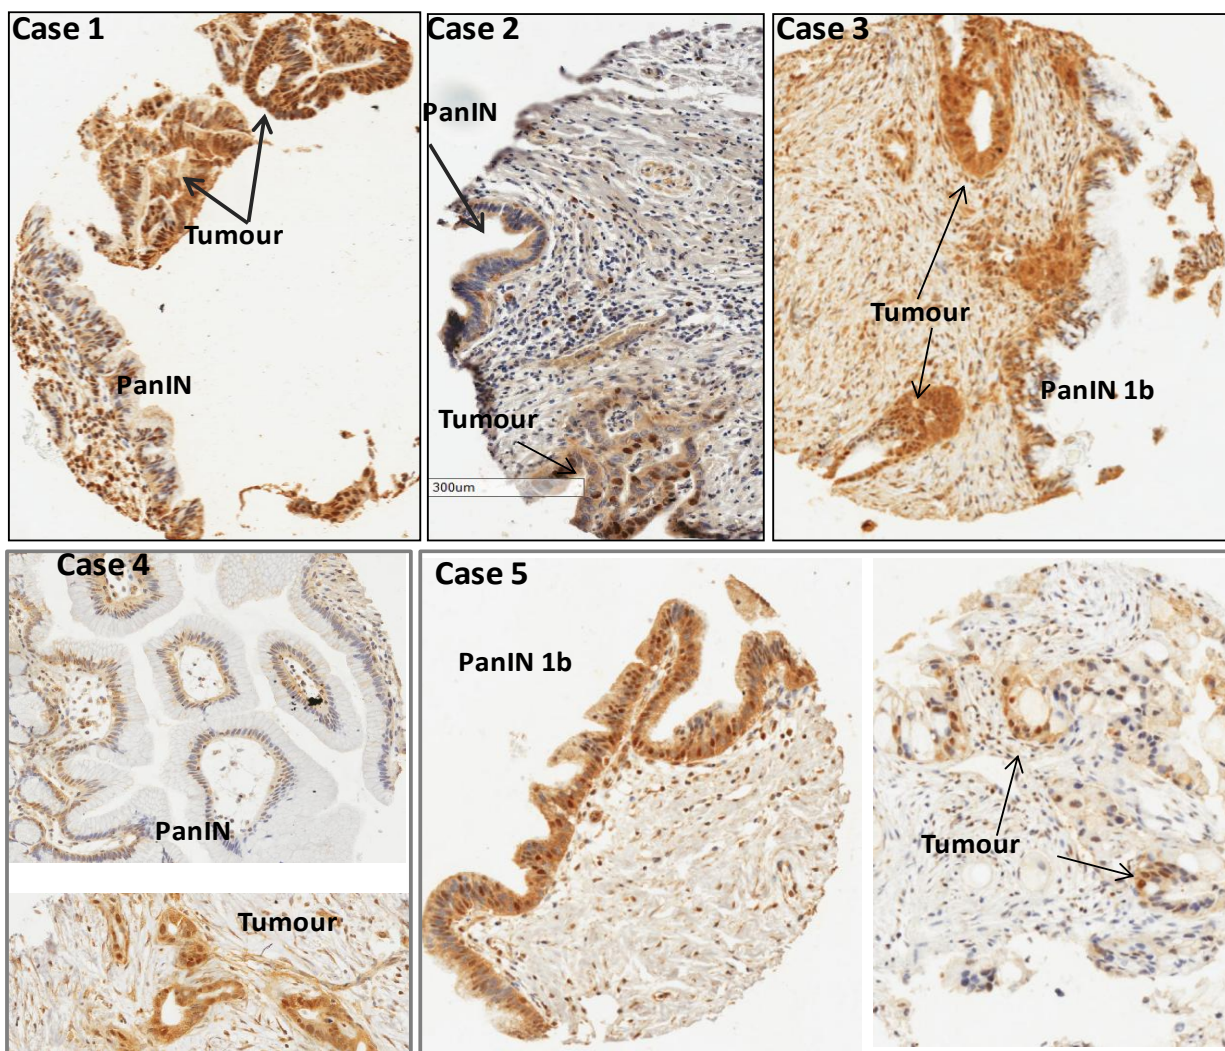 Case 1
Tumour
PanIN
Case 2
PanIN
Tumour
300um
Case 3
Tumour
PanIN 1b
Case 4
PanIN
Tumour
Case 5
PanIN 1b
Tumour